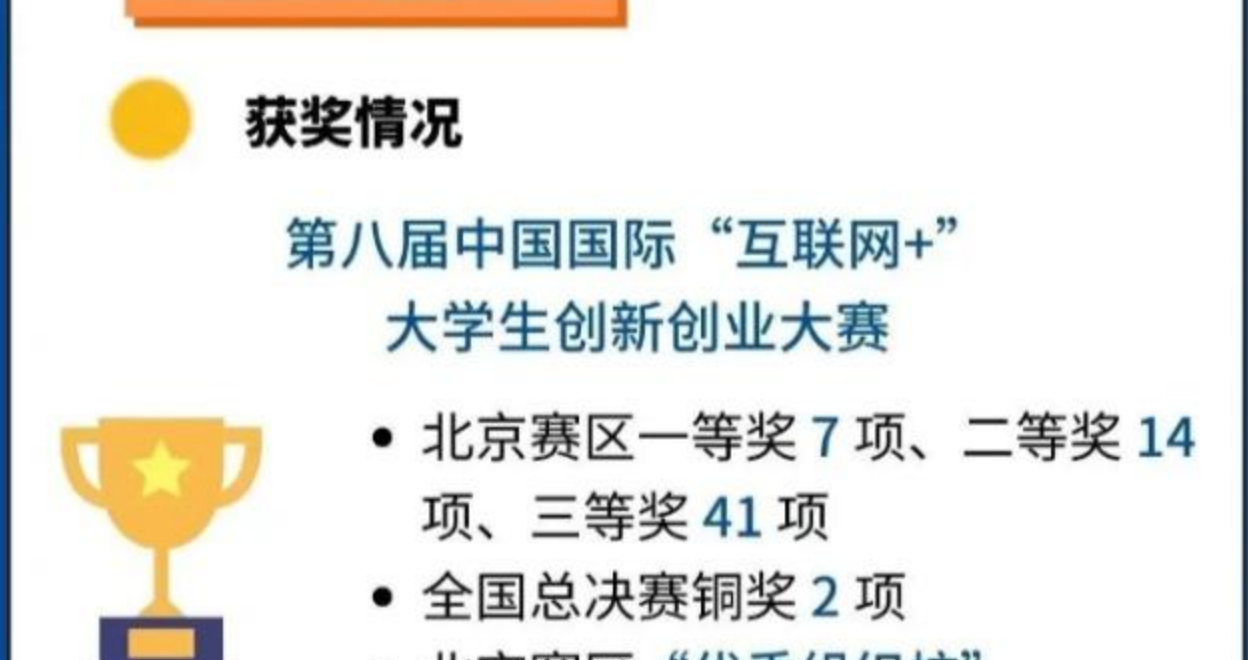 获奖情况
第八届中国国际“互联网+”
大学生创新创业大赛
• 北京赛区一等奖 7 项、二等奖 14
项、三等奖 41 项
• 全国总决赛铜奖 2 项